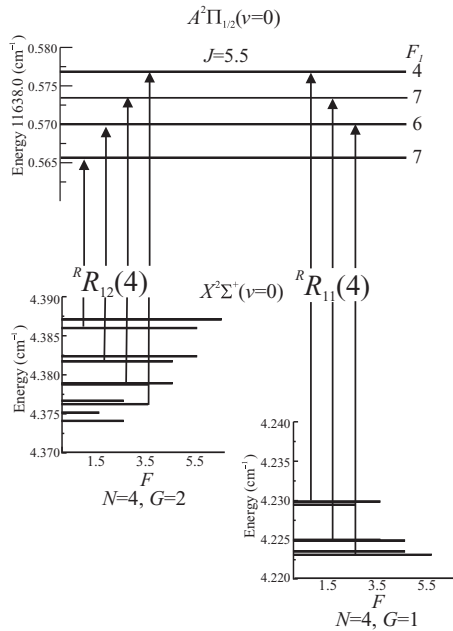 A²Π₁/₂(v=0)
Energy 11638.0 (cm⁻¹)
0.580
0.575
0.570
0.565
J=5.5
F₁
4
7
6
7
ᴿR₁₂(4)
X²Σ⁺(v=0)
ᴿR₁₁(4)
Energy (cm⁻¹)
4.390
4.385
4.380
4.375
4.370
1.5 3.5 5.5
F
N=4, G=2
Energy (cm⁻¹)
4.240
4.230
4.225
4.220
1.5 3.5 5.5
F
N=4, G=1